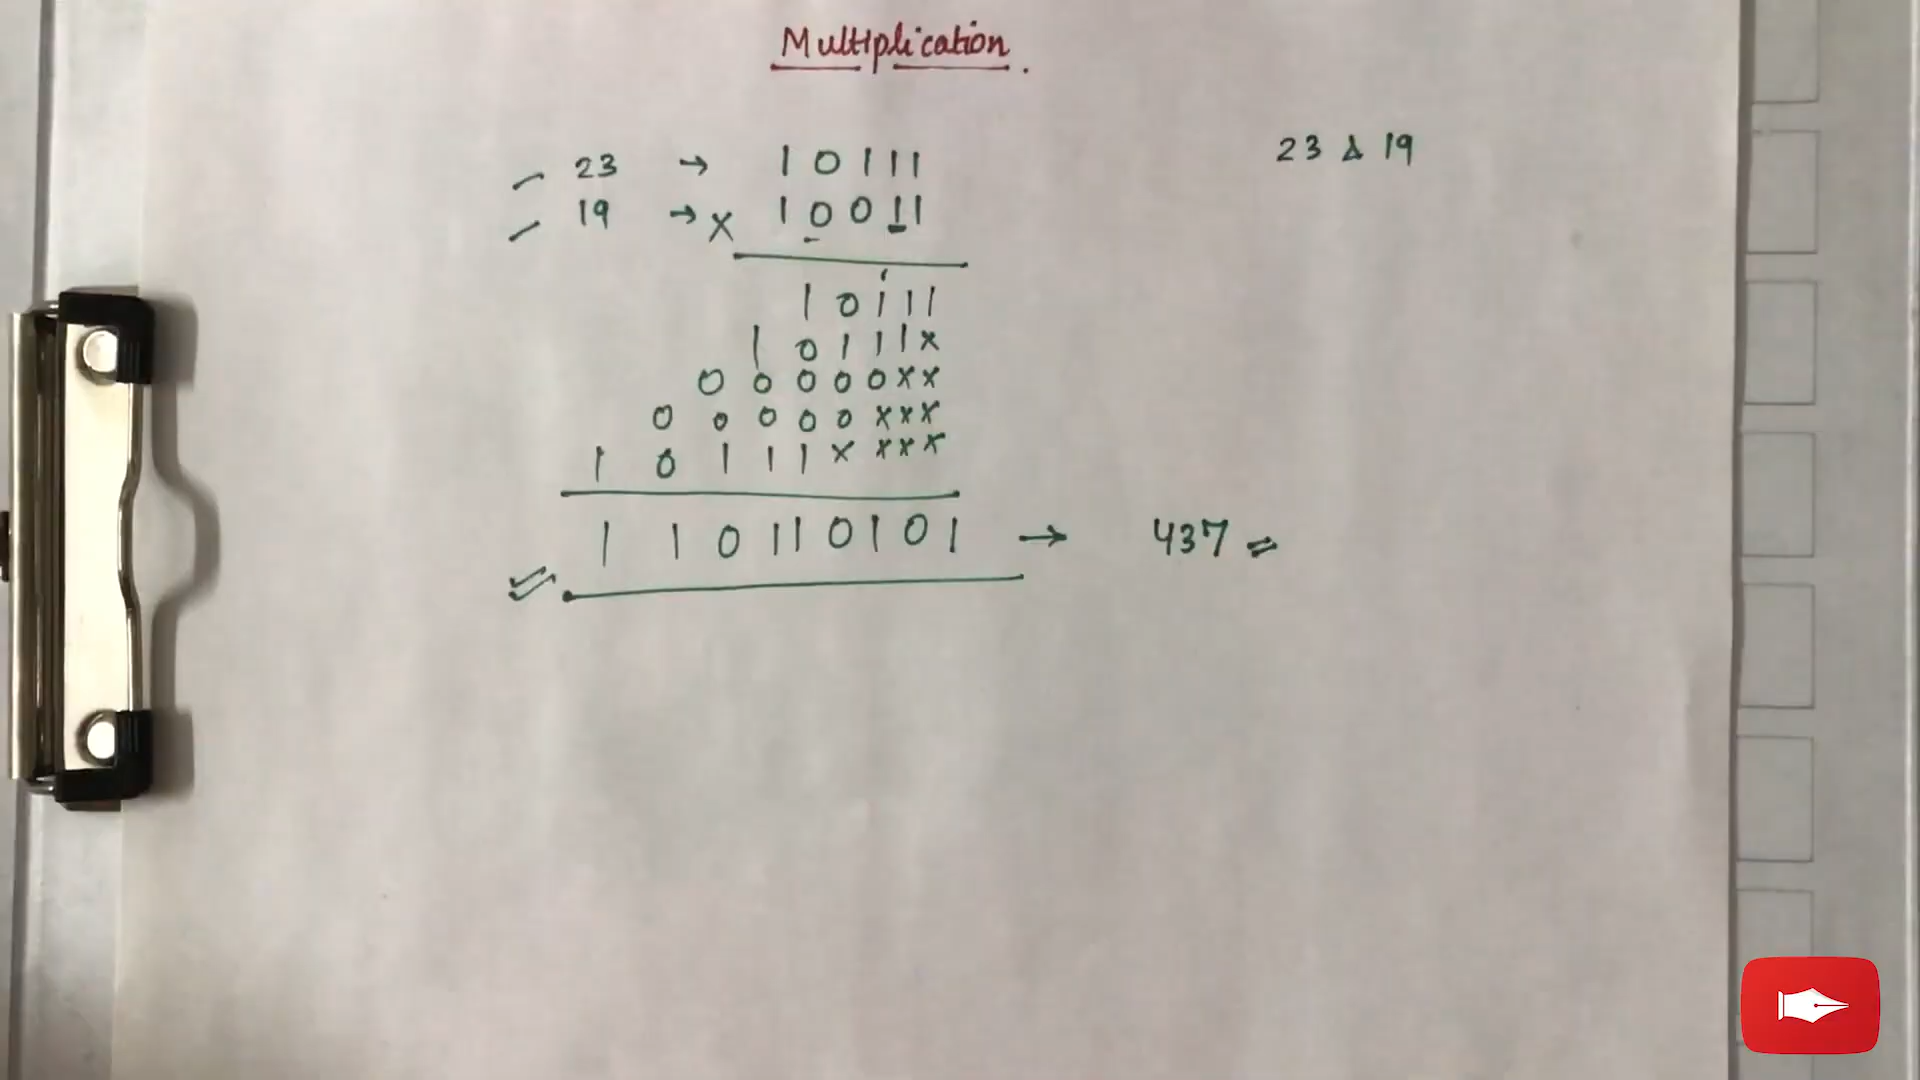 Multiplication.
23 → 10111 23 & 19
19 → x 10011
10111
10111x
00000xx
00000xxx
10111xxxx
110110101 → 437